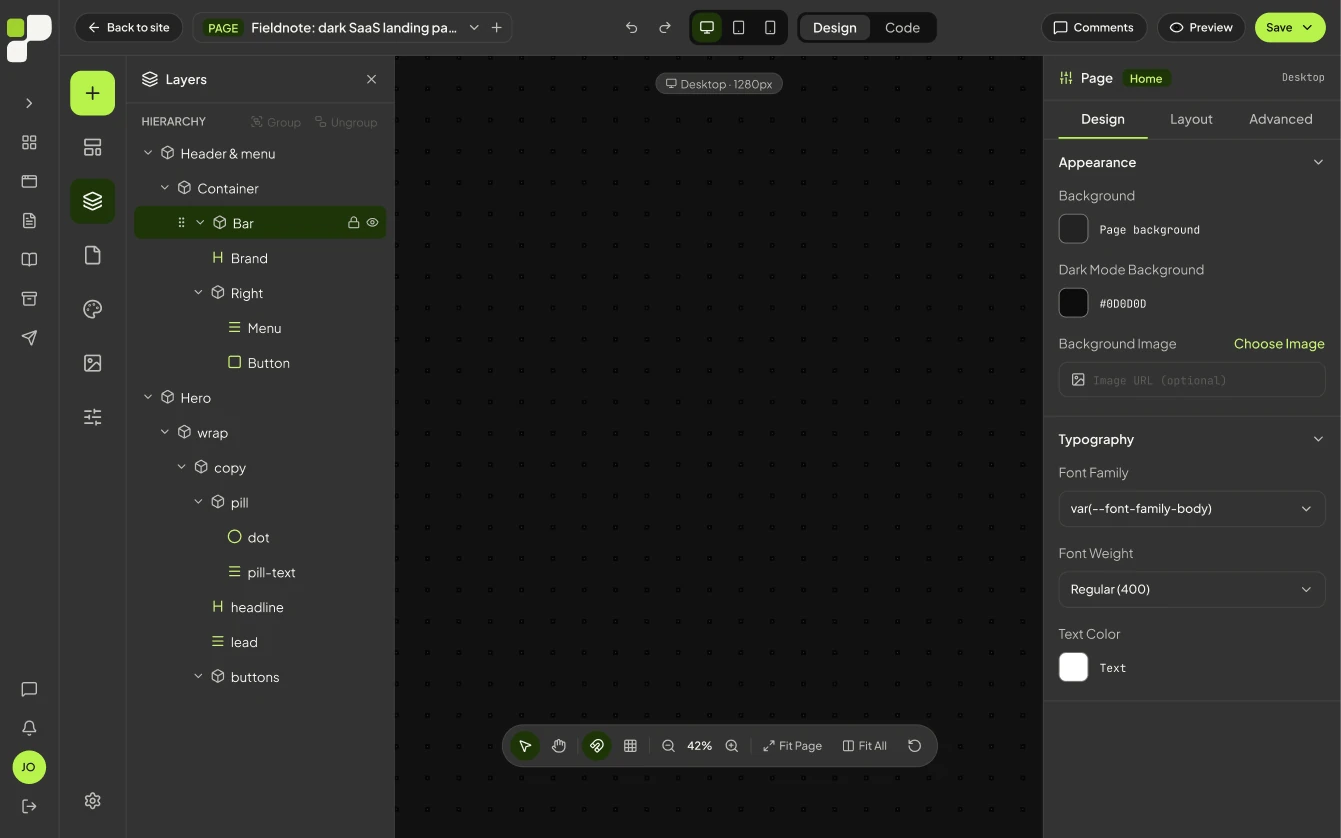 Back to site
PAGE Fieldnote: dark SaaS landing pa...
Design Code
Comments
Preview
Save
Layers
HIERARCHY Group Ungroup
Header & menu
Container
Bar
H Brand
Right
Menu
Button
Hero
wrap
copy
pill
dot
pill-text
H headline
lead
buttons
JO
Desktop · 1280px
42% Fit Page Fit All
Page Home Desktop
Design Layout Advanced
Appearance
Background
Page background
Dark Mode Background
#0D0D0D
Background Image Choose Image
Image URL (optional)
Typography
Font Family
var(--font-family-body)
Font Weight
Regular (400)
Text Color
Text